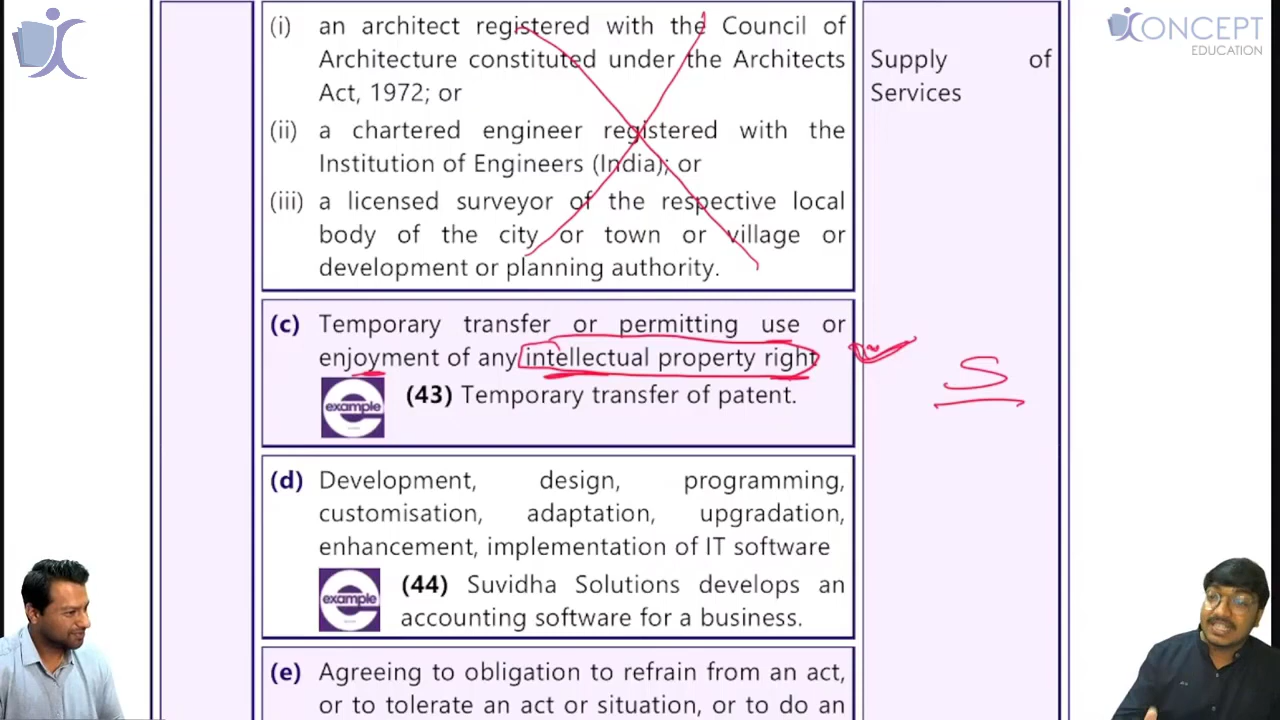 CONCEPT
EDUCATION
(i) an architect registered with the Council of
Architecture constituted under the Architects
Act, 1972; or
(ii) a chartered engineer registered with the
Institution of Engineers (India); or
(iii) a licensed surveyor of the respective local
body of the city or town or village or
development or planning authority.
Supply of
Services
(c) Temporary transfer or permitting use or
enjoyment of any intellectual property right
example
(43) Temporary transfer of patent.
S
(d) Development, design, programming,
customisation, adaptation, upgradation,
enhancement, implementation of IT software
example
(44) Suvidha Solutions develops an
accounting software for a business.
(e) Agreeing to obligation to refrain from an act,
or to tolerate an act or situation, or to do an